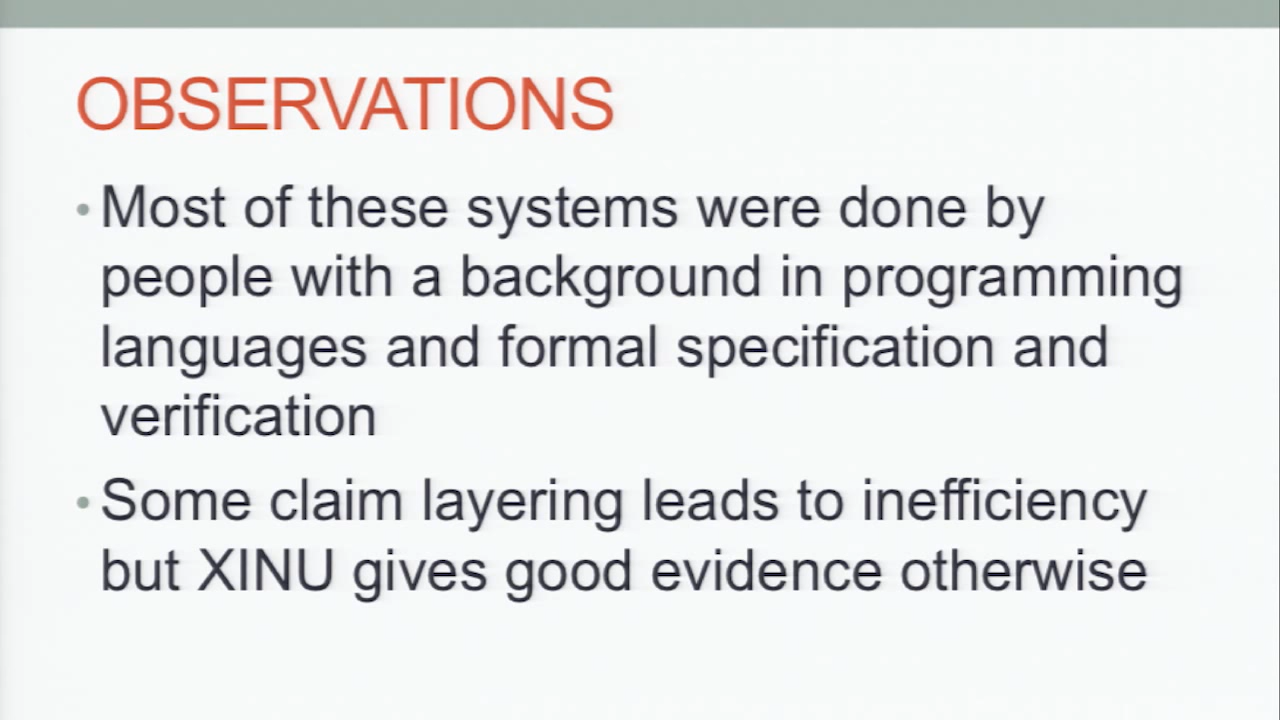 OBSERVATIONS
• Most of these systems were done by
people with a background in programming
languages and formal specification and
verification
• Some claim layering leads to inefficiency
but XINU gives good evidence otherwise